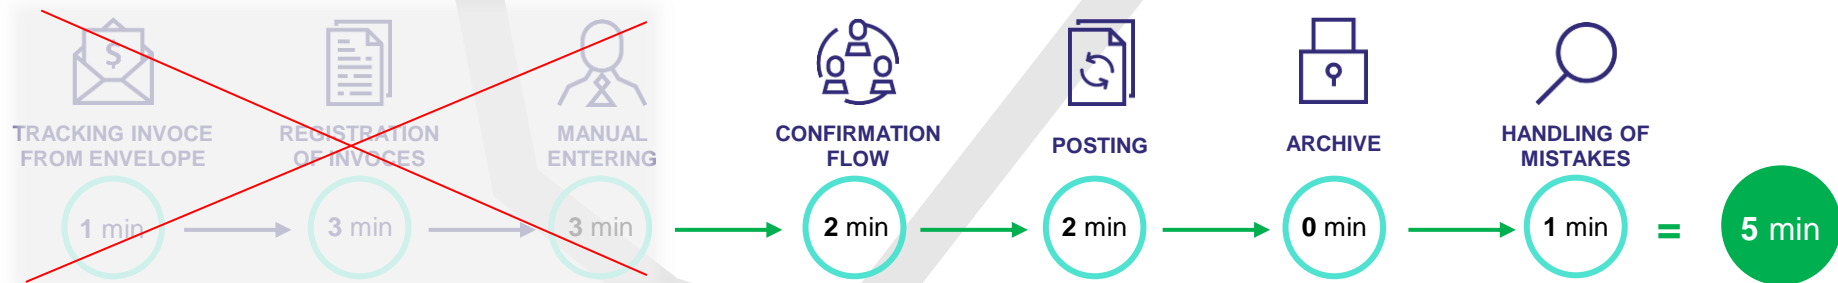 $
TRACKING INVOCE
FROM ENVELOPE
1 min
REGISTRATION
OF INVOCES
3 min
MANUAL
ENTERING
3 min
CONFIRMATION
FLOW
2 min
POSTING
2 min
ARCHIVE
0 min
HANDLING OF
MISTAKES
1 min
=
5 min